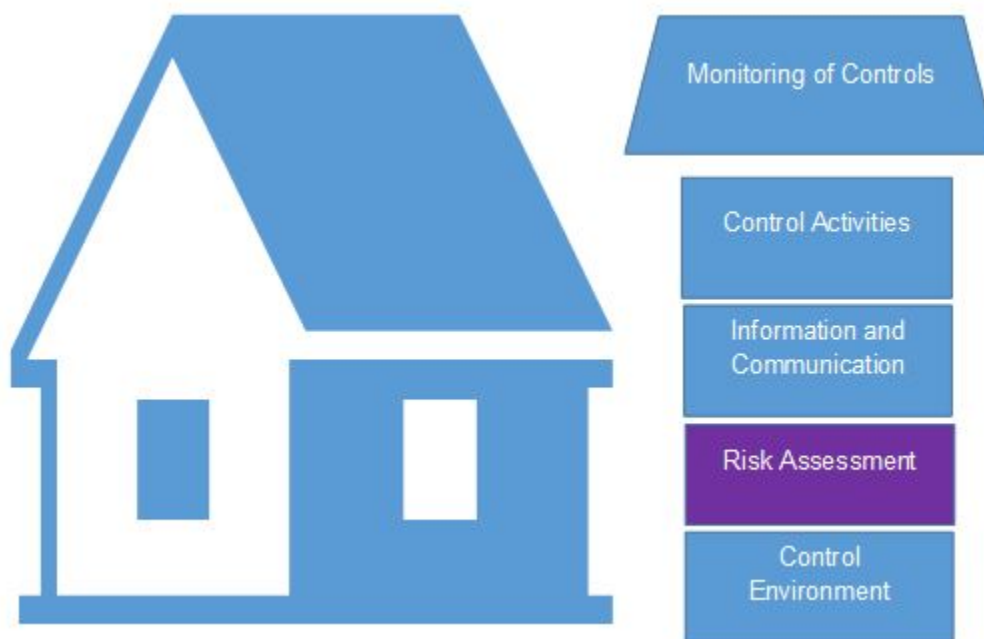 Monitoring of Controls
Control Activities
Information and
Communication
Risk Assessment
Control
Environment